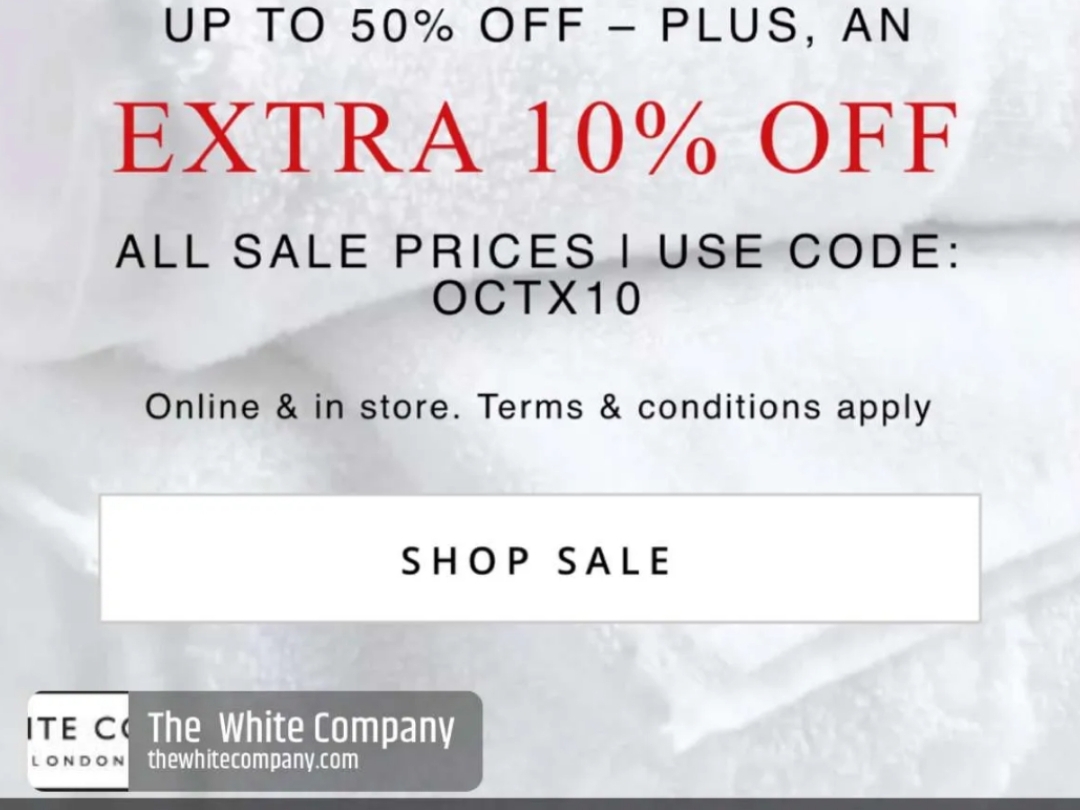 UP TO 50% OFF – PLUS, AN
EXTRA 10% OFF
ALL SALE PRICES | USE CODE:
OCTX10
Online & in store. Terms & conditions apply
SHOP SALE
ITE CO
LONDON
The White Company
thewhitecompany.com